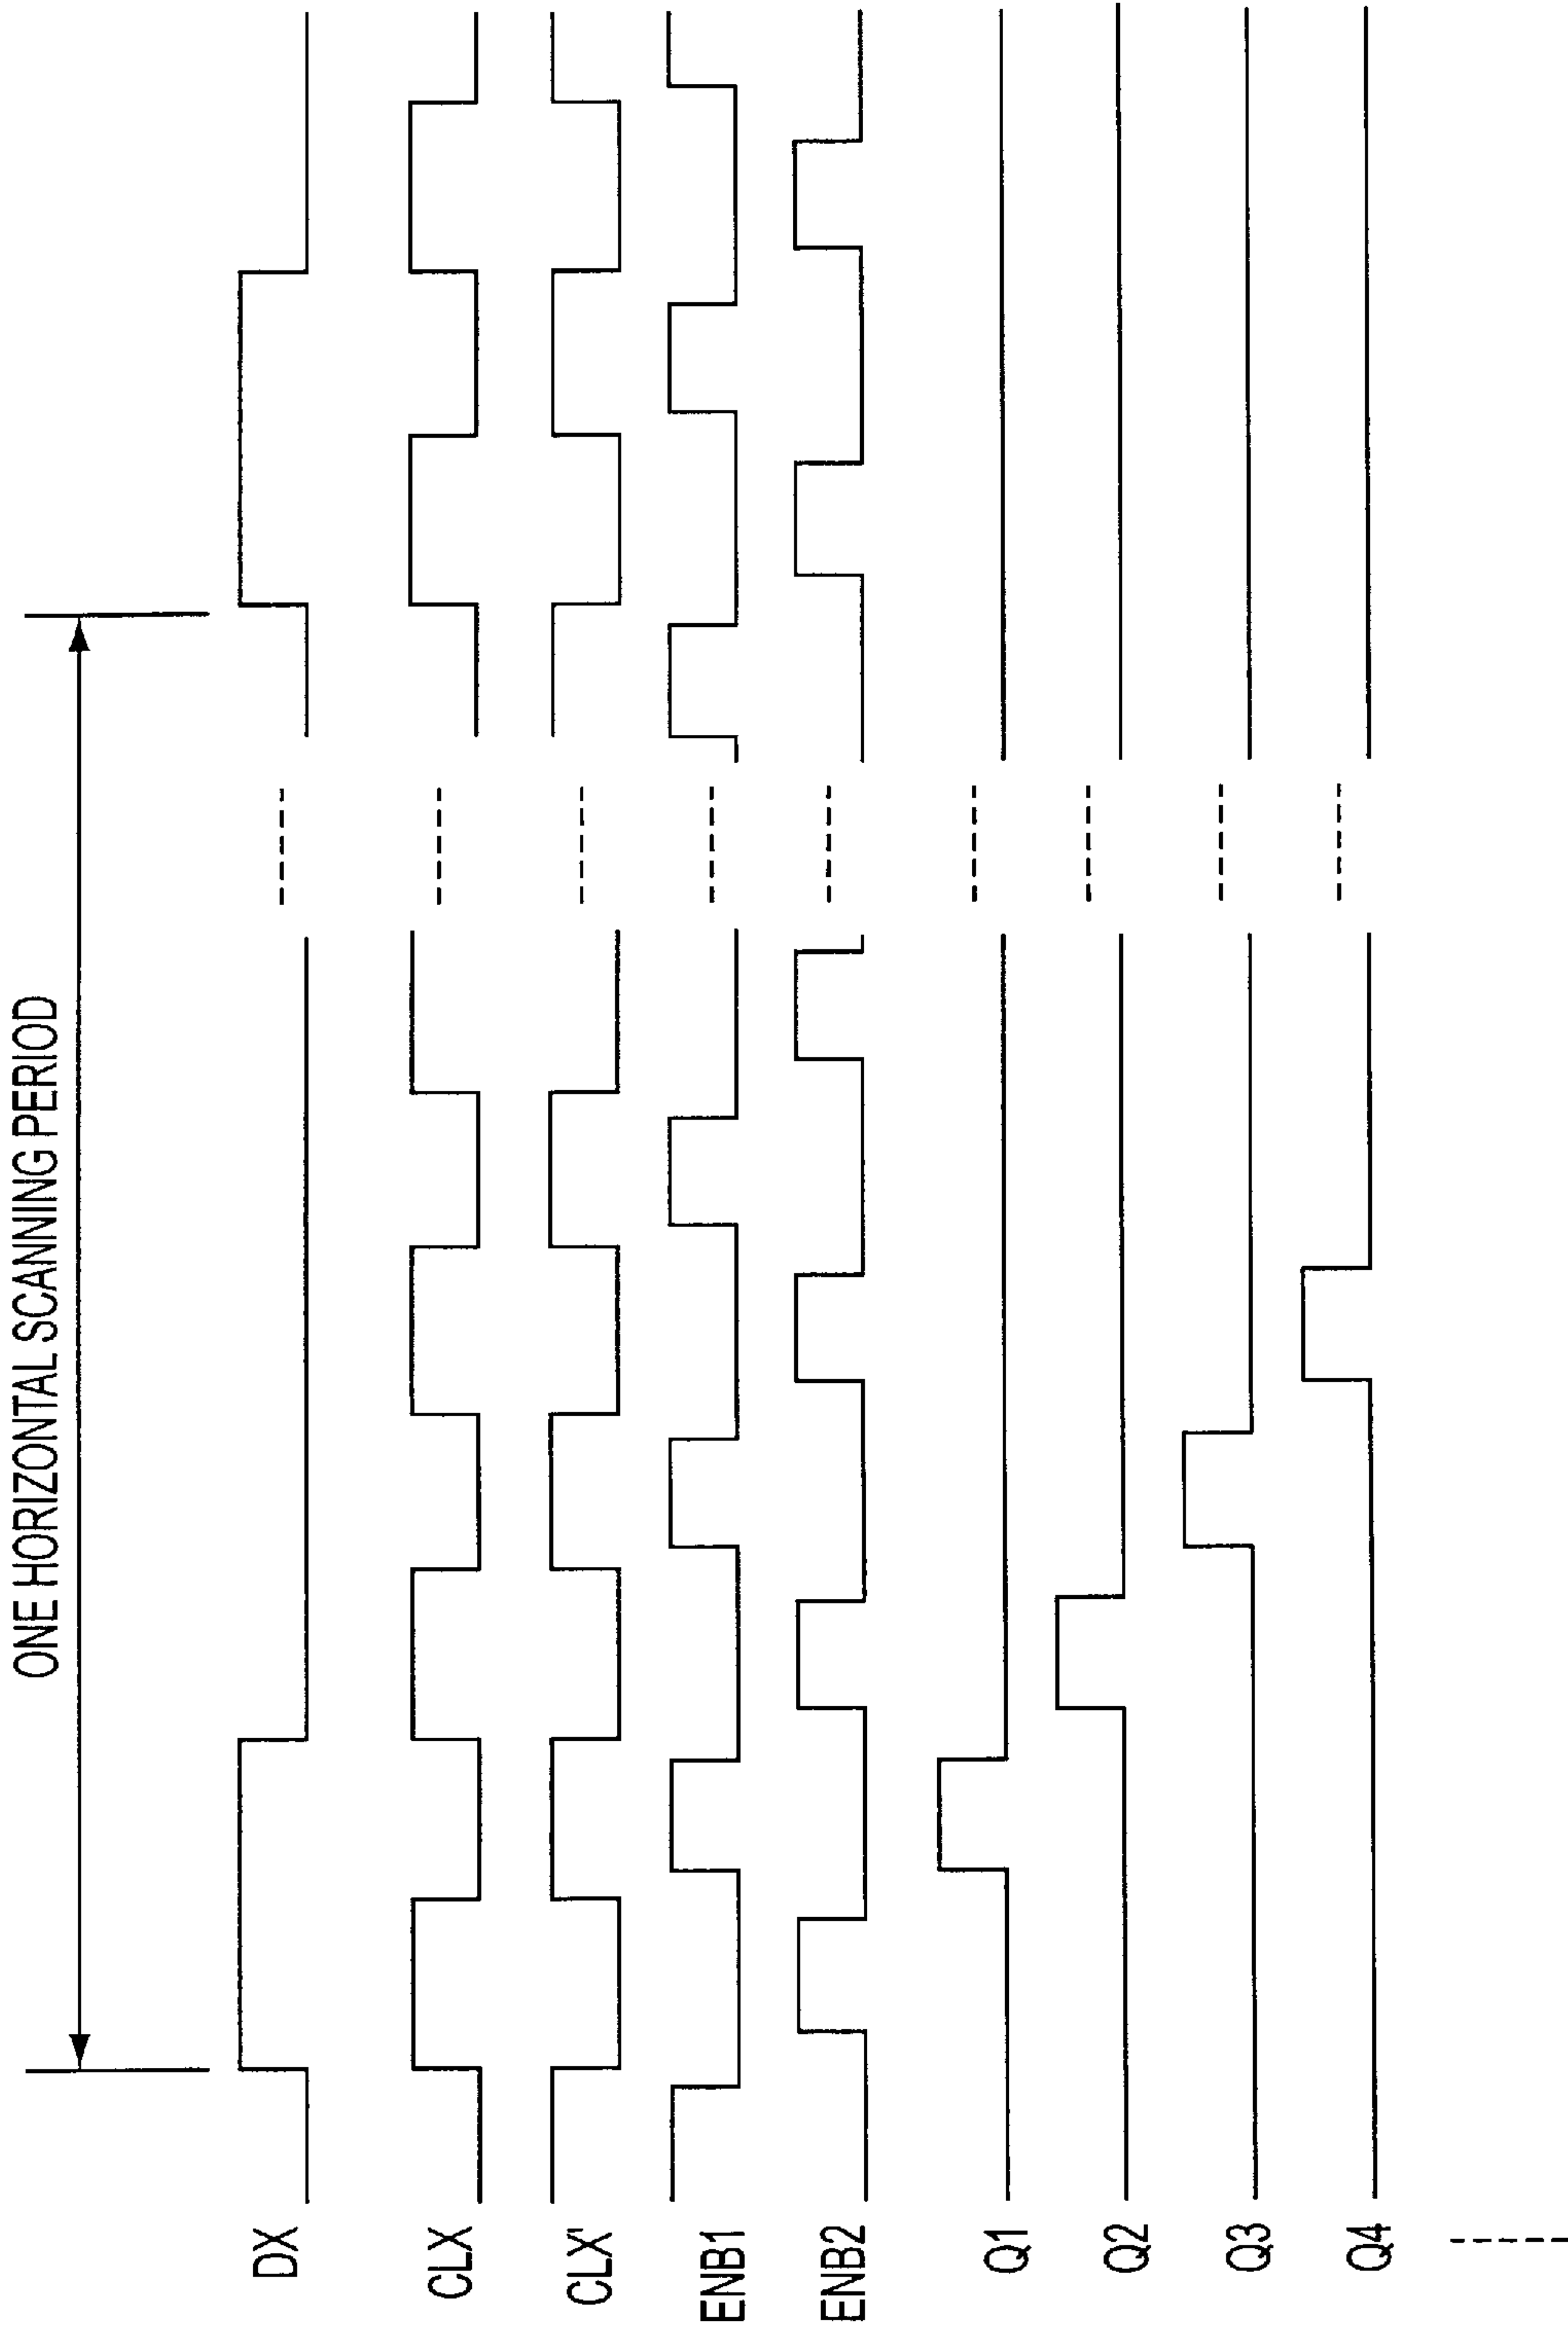 ONE HORIZONTAL SCANNING PERIOD
DX
CLX
CLX'
ENB1
ENB2
Q1
Q2
Q3
Q4